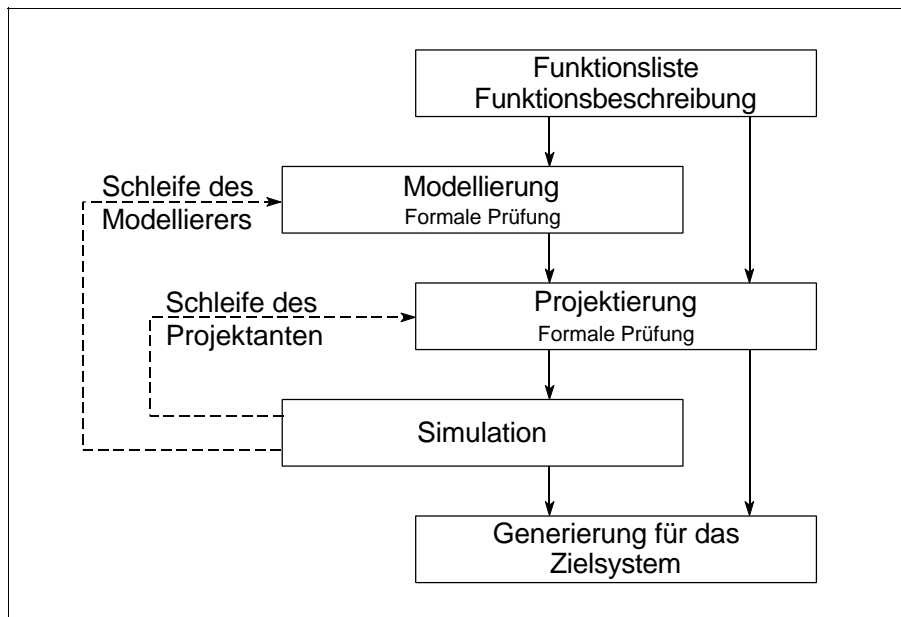 Funktionsliste
Funktionsbeschreibung
Schleife des
Modellierers
Modellierung
Formale Prüfung
Schleife des
Projektanten
Projektierung
Formale Prüfung
Simulation
Generierung für das
Zielsystem